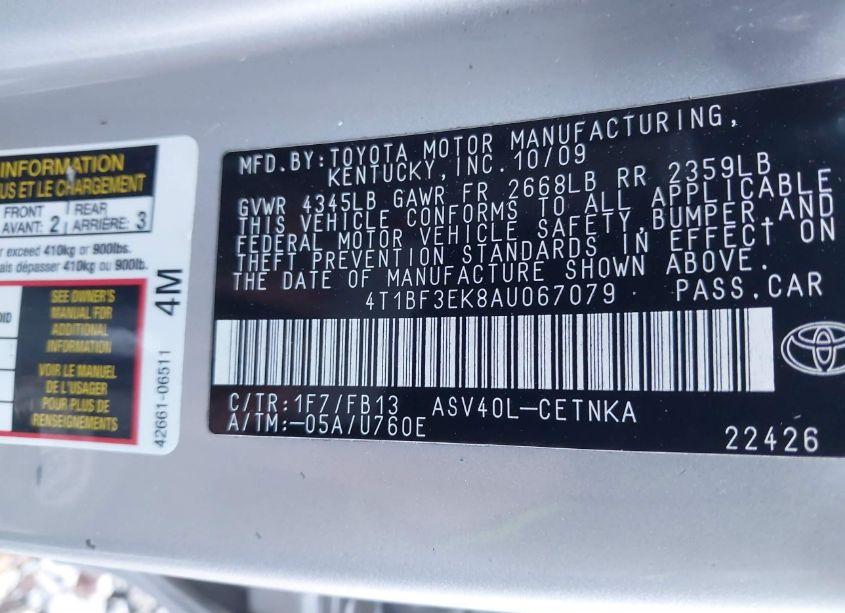 INFORMATION
US ET LE CHARGEMENT
FRONT
AVANT: 2
REAR
ARRIÈRE: 3
exceed 410kg or 900lbs.
ais dépasser 410kg ou 900lb.
SEE OWNER'S
MANUAL FOR
ADDITIONAL
INFORMATION
VOIR LE MANUEL
DE L'USAGER
POUR PLUS DE
RENSEIGNEMENTS
4M
42661-06511
MFD.BY:TOYOTA MOTOR MANUFACTURING,
KENTUCKY,INC. 10/09
GVWR 4345LB GAWR FR 2668LB RR 2359LB
THIS VEHICLE CONFORMS TO ALL APPLICABLE
FEDERAL MOTOR VEHICLE SAFETY,BUMPER,AND
THEFT PREVENTION STANDARDS IN EFFECT ON
THE DATE OF MANUFACTURE SHOWN ABOVE.
4T1BF3EK8AU067079 PASS.CAR
C/TR:1FZ/FB13 ASV40L-CETNKA
A/TM:-05A/U760E
22426